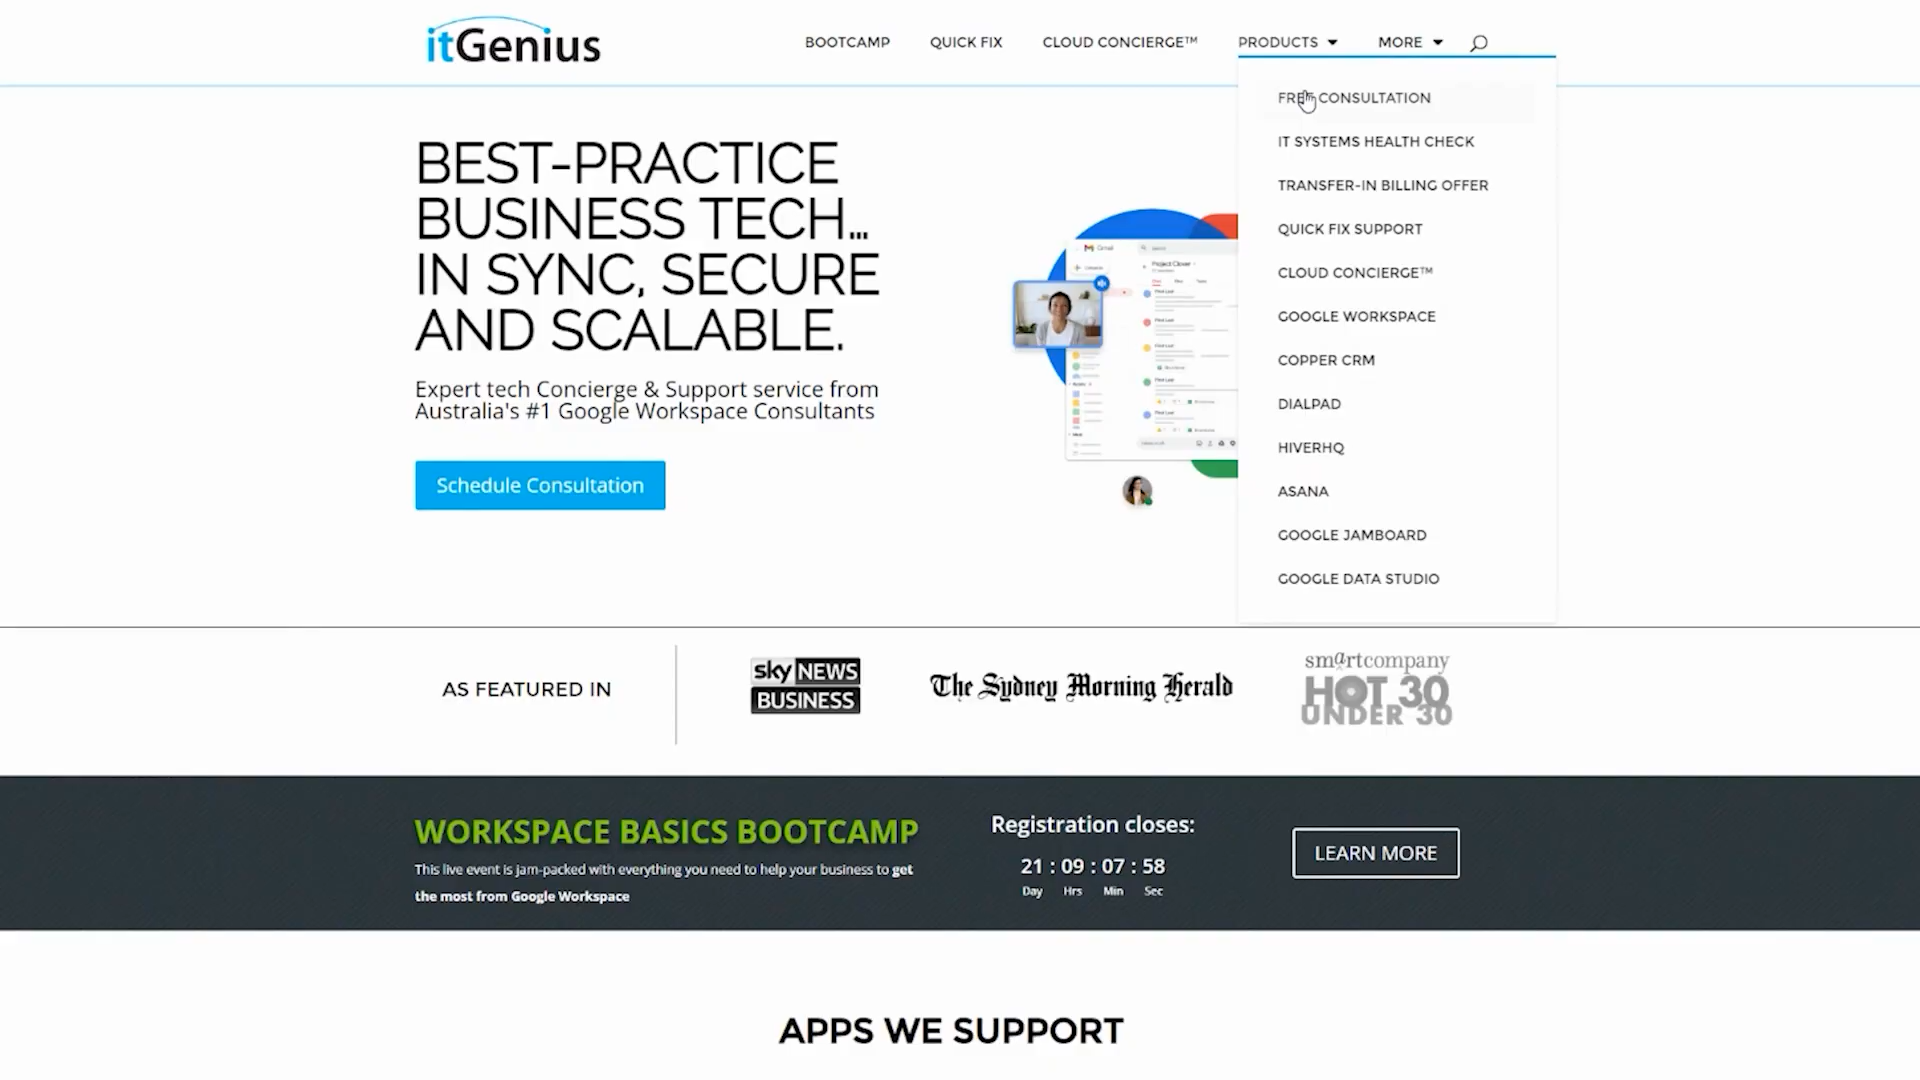 itGenius
BOOTCAMP
QUICK FIX
CLOUD CONCIERGE™
PRODUCTS
MORE
FREE CONSULTATION
IT SYSTEMS HEALTH CHECK
TRANSFER-IN BILLING OFFER
QUICK FIX SUPPORT
CLOUD CONCIERGE™
GOOGLE WORKSPACE
COPPER CRM
DIALPAD
HIVERHQ
ASANA
GOOGLE JAMBOARD
GOOGLE DATA STUDIO
BEST-PRACTICE
BUSINESS TECH...
IN SYNC, SECURE
AND SCALABLE.
Expert tech Concierge & Support service from
Australia's #1 Google Workspace Consultants
Schedule Consultation
Gmail
Project Clover
AS FEATURED IN
sky NEWS
BUSINESS
The Sydney Morning Herald
smartcompany
HOT 30
UNDER 30
WORKSPACE BASICS BOOTCAMP
This live event is jam-packed with everything you need to help your business to get
the most from Google Workspace
Registration closes:
21 : 09 : 07 : 58
Day Hrs Min Sec
LEARN MORE
APPS WE SUPPORT